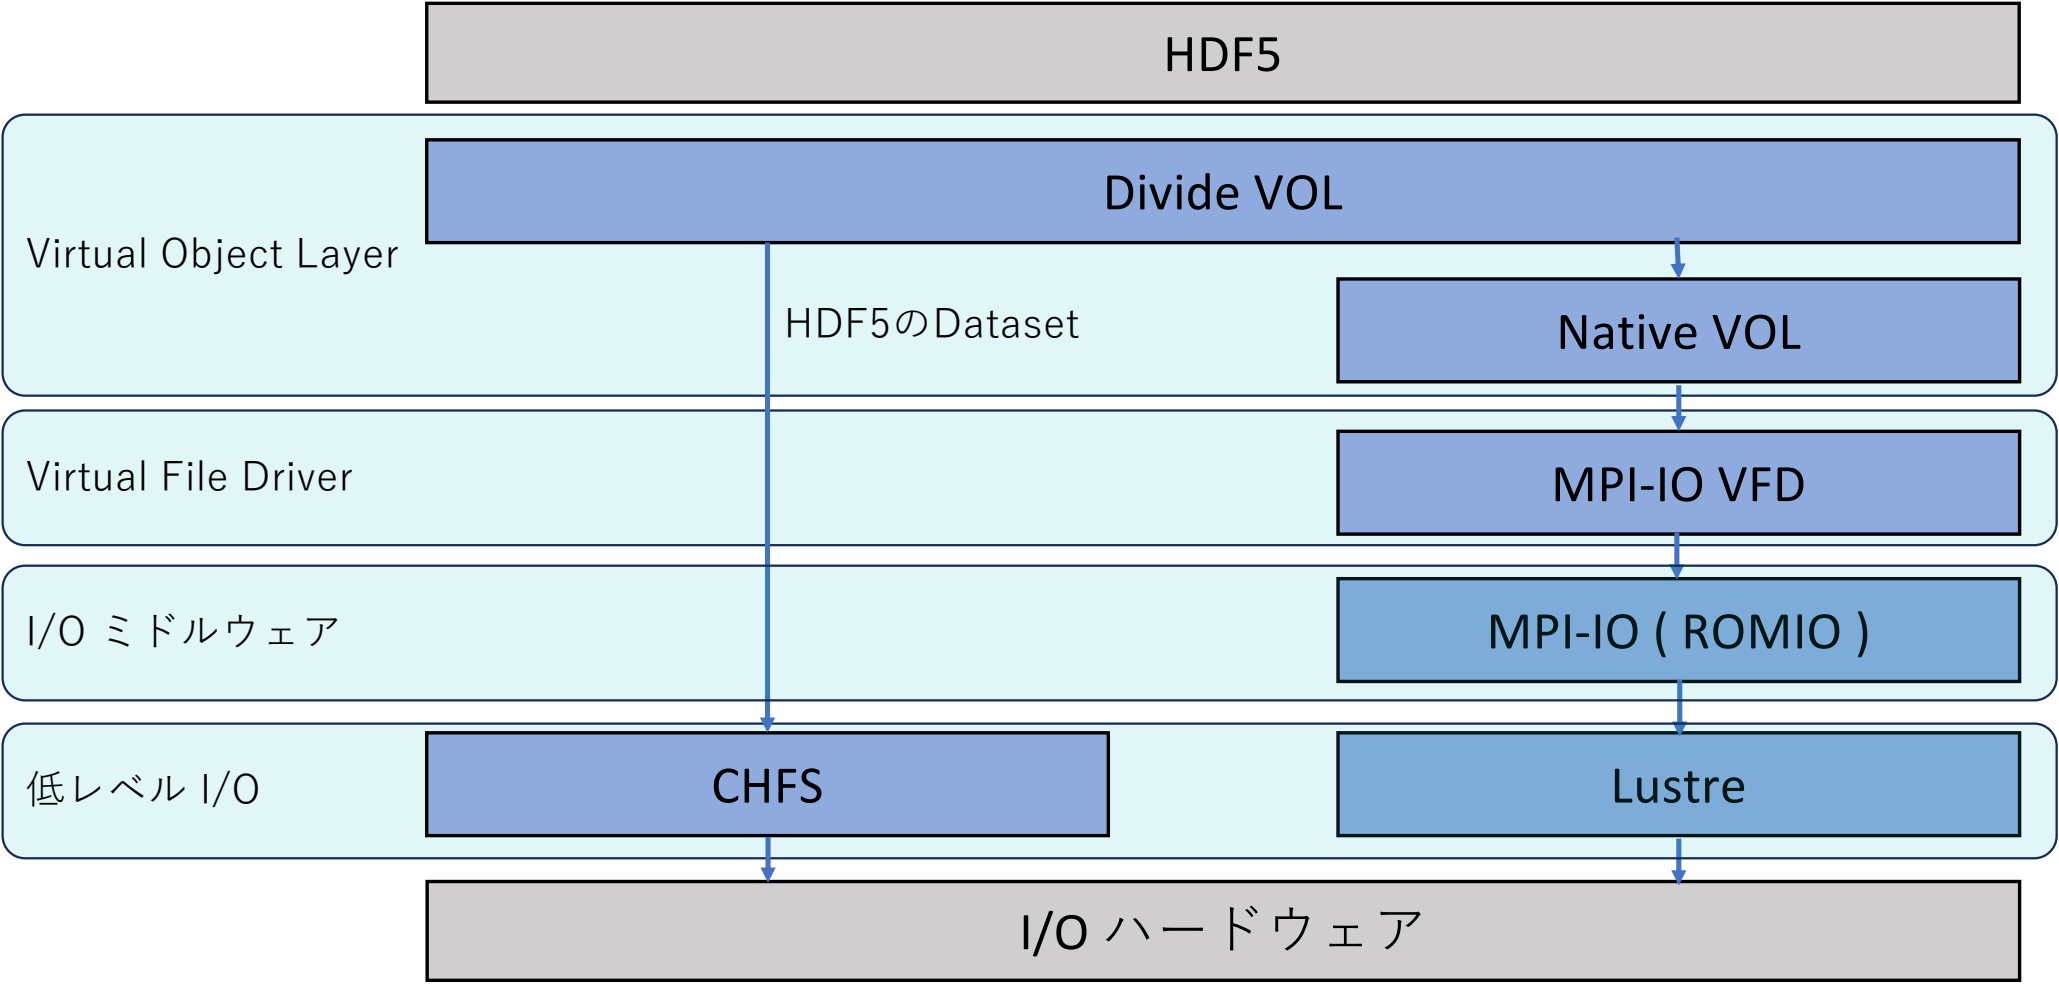 HDF5
Divide VOL
Virtual Object Layer
HDF5のDataset
Native VOL
Virtual File Driver
MPI-IO VFD
I/O ミドルウェア
MPI-IO ( ROMIO )
低レベル I/O
CHFS
Lustre
I/O ハードウェア